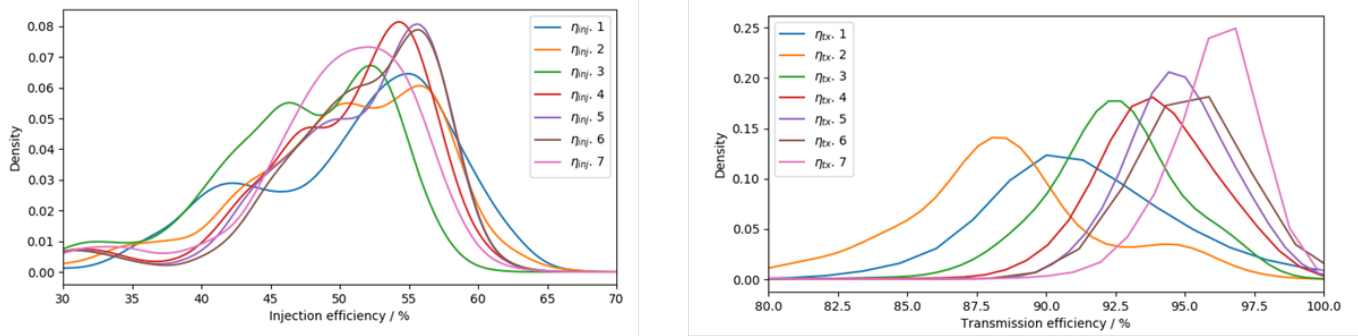 0.08
0.07
0.06
0.05
0.04
0.03
0.02
0.01
0.00
Density
30 35 40 45 50 55 60 65 70
Injection efficiency / %
ηinj. 1
ηinj. 2
ηinj. 3
ηinj. 4
ηinj. 5
ηinj. 6
ηinj. 7
0.25
0.20
0.15
0.10
0.05
0.00
Density
80.0 82.5 85.0 87.5 90.0 92.5 95.0 97.5 100.0
Transmission efficiency / %
ηtx. 1
ηtx. 2
ηtx. 3
ηtx. 4
ηtx. 5
ηtx. 6
ηtx. 7